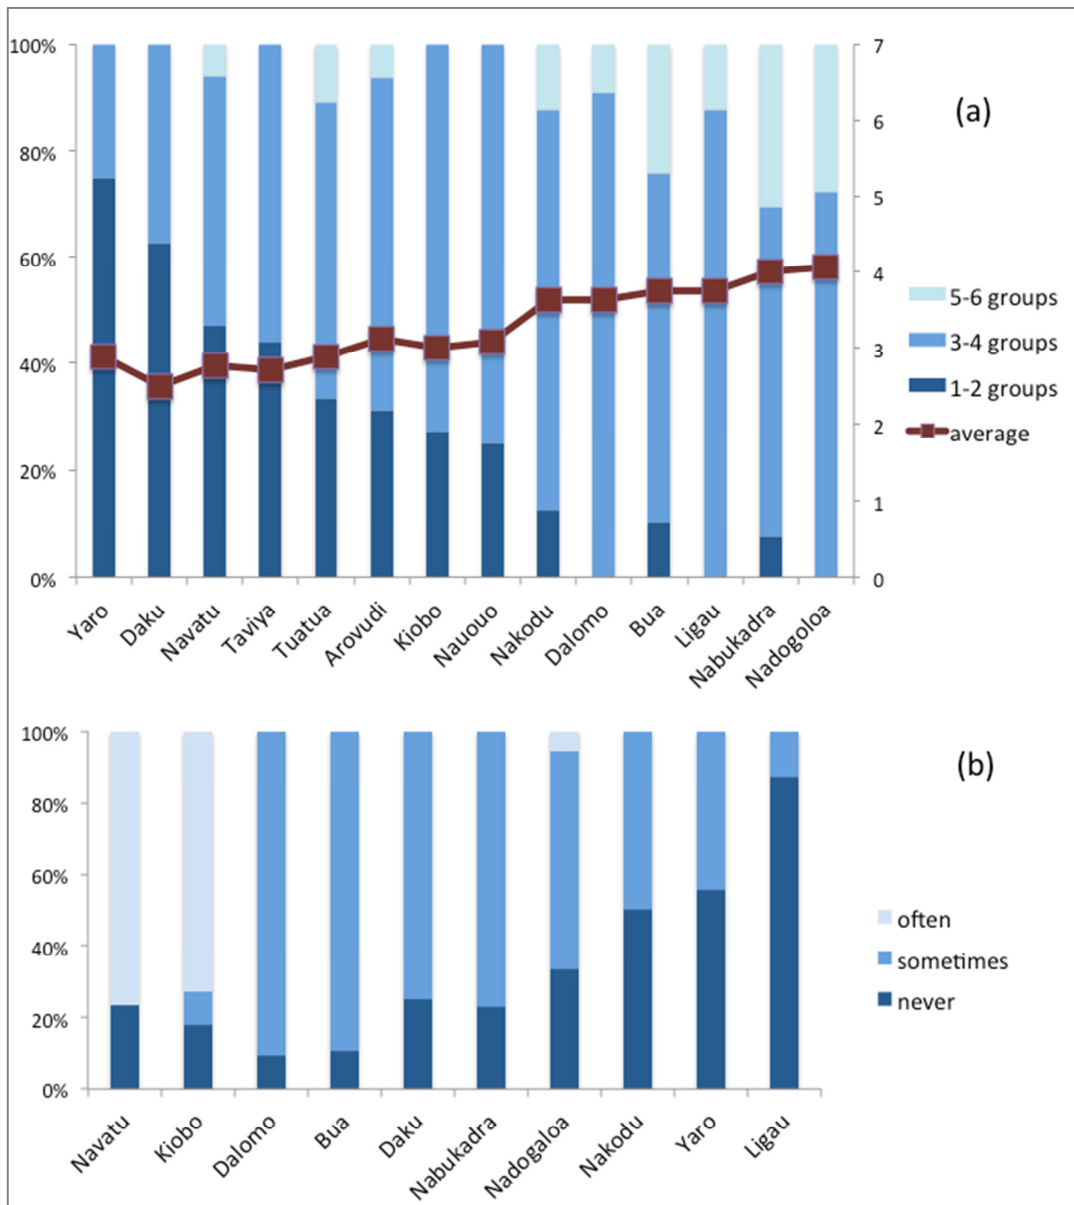 100%
80%
60%
40%
20%
0%
7
6
5
4
3
2
1
0
(a)
5-6 groups
3-4 groups
1-2 groups
average
Yaro
Daku
Navatu
Taviya
Tuatua
Arovudi
Kiobo
Nauouo
Nakodu
Dalomo
Bua
Ligau
Nabukadra
Nadogoloa
100%
80%
60%
40%
20%
0%
(b)
often
sometimes
never
Navatu
Kiobo
Dalomo
Bua
Daku
Nabukadra
Nadogaloa
Nakodu
Yaro
Ligau